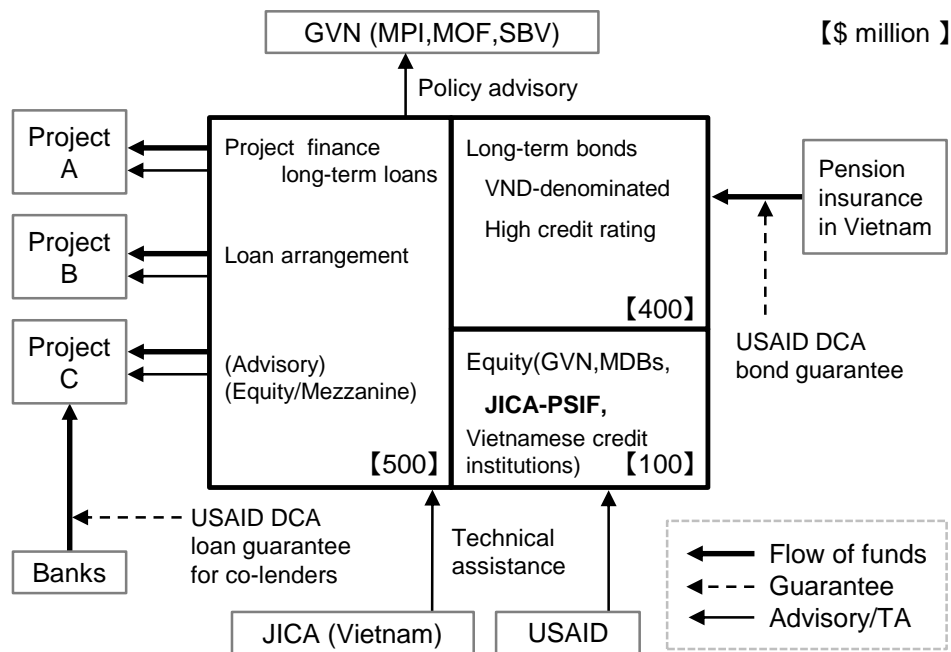 GVN (MPI,MOF,SBV)
【$ million 】
Policy advisory
Project
A
Project
B
Project
C
Project finance
long-term loans
Loan arrangement
(Advisory)
(Equity/Mezzanine)
【500】
Long-term bonds
VND-denominated
High credit rating
【400】
Equity(GVN,MDBs,
JICA-PSIF,
Vietnamese credit
institutions)
【100】
Pension
insurance
in Vietnam
USAID DCA
bond guarantee
USAID DCA
loan guarantee
for co-lenders
Banks
Technical
assistance
JICA (Vietnam)
USAID
Flow of funds
Guarantee
Advisory/TA